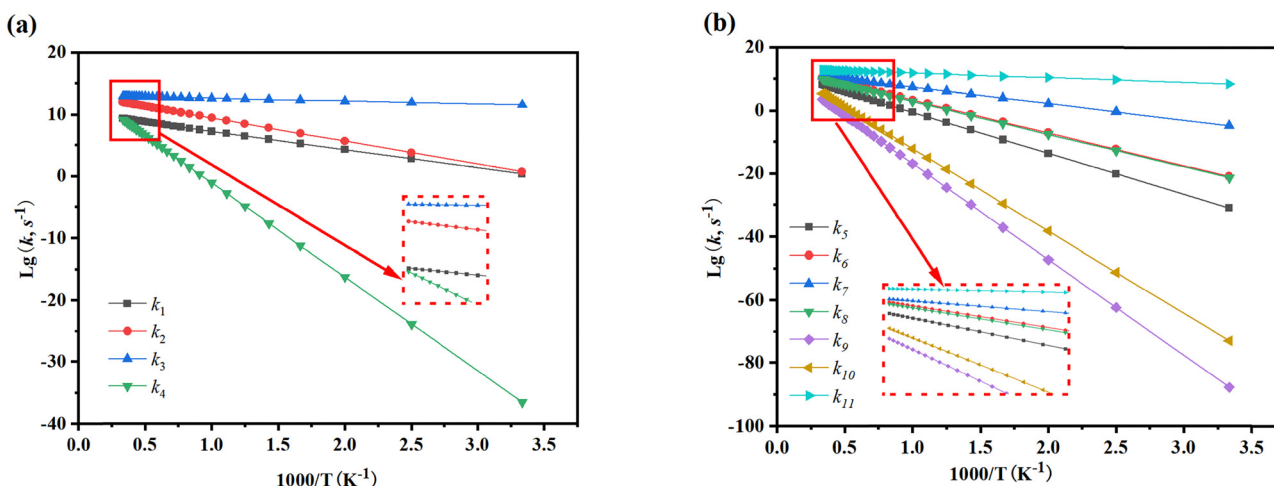 (a)
20
10
0
-10
-20
-30
-40
Lg(k, s⁻¹)
k₁
k₂
k₃
k₄
0.0 0.5 1.0 1.5 2.0 2.5 3.0 3.5
1000/T(K⁻¹)
(b)
20
0
-20
-40
-60
-80
-100
Lg(k, s⁻¹)
k₅
k₆
k₇
k₈
k₉
k₁₀
k₁₁
0.0 0.5 1.0 1.5 2.0 2.5 3.0 3.5
1000/T(K⁻¹)